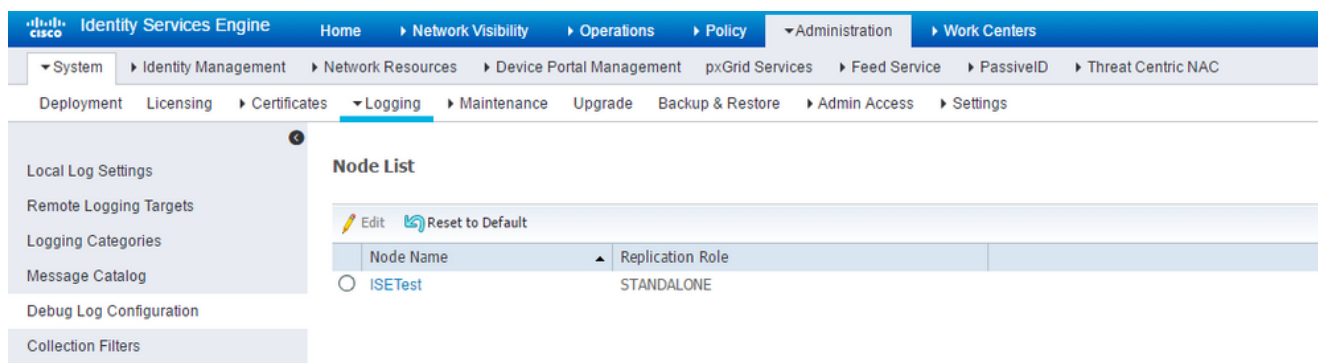 cisco Identity Services Engine Home Network Visibility Operations Policy Administration Work Centers
System Identity Management Network Resources Device Portal Management pxGrid Services Feed Service PassiveID Threat Centric NAC
Deployment Licensing Certificates Logging Maintenance Upgrade Backup & Restore Admin Access Settings
Local Log Settings
Remote Logging Targets
Logging Categories
Message Catalog
Debug Log Configuration
Collection Filters
Node List
Edit Reset to Default
Node Name Replication Role
ISETest STANDALONE